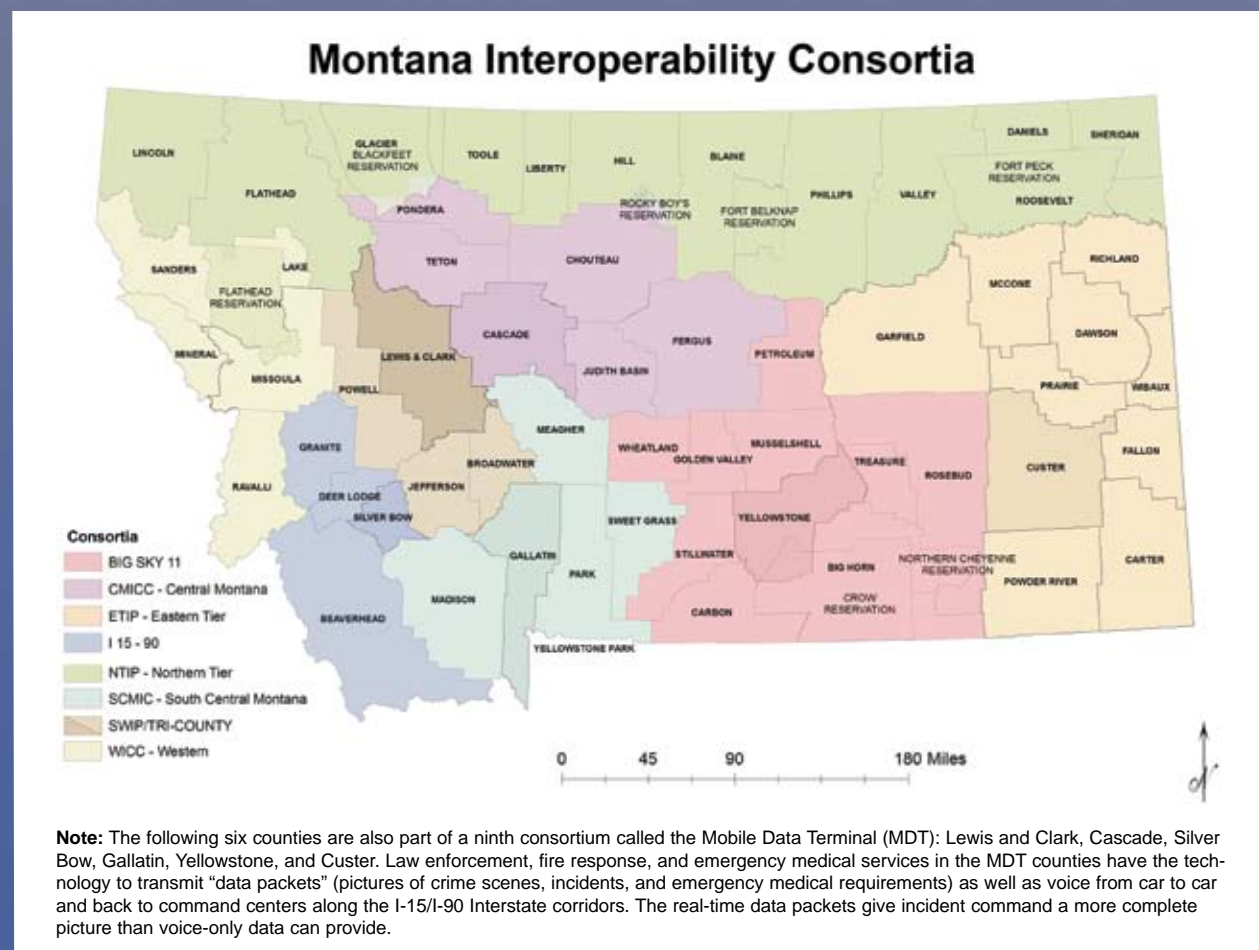 Montana Interoperability Consortia
LINCOLN
FLATHEAD
GLACIER
BLACKFEET
RESERVATION
TOOLE
LIBERTY
HILL
BLAINE
PHILLIPS
VALLEY
DANIELS
SHERIDAN
FORT PECK
RESERVATION
ROOSEVELT
ROCKY BOY'S
RESERVATION
FORT BELKNAP
RESERVATION
PONDERA
TETON
CHOUTEAU
SANDERS
LAKE
FLATHEAD
RESERVATION
MINERAL
MISSOULA
LEWIS & CLARK
POWELL
CASCADE
JUDITH BASIN
FERGUS
PETROLEUM
GARFIELD
MCCONE
RICHLAND
GAWSON
PRAIRIE
WIBAUX
GRANITE
RAVALLI
DEER LODGE
SILVER BOW
JEFFERSON
BROADWATER
MEAGHER
WHEATLAND
GOLDEN VALLEY
MUSSELSHELL
TREASURE
ROSEBUD
CUSTER
FALLON
BEAVERHEAD
MADISON
GALLATIN
PARK
SWEET GRASS
STILLWATER
YELLOWSTONE
CARBON
BIG HORN
CROW
RESERVATION
NORTHERN CHEYENNE
RESERVATION
POWDER RIVER
CARTER
YELLOWSTONE PARK
Consortia
BIG SKY 11
CMICC - Central Montana
ETIP - Eastern Tier
I 15 - 90
NTIP - Northern Tier
SCMIC - South Central Montana
SWIP/TRI-COUNTY
WICC - Western
0 45 90 180 Miles
Note: The following six counties are also part of a ninth consortium called the Mobile Data Terminal (MDT): Lewis and Clark, Cascade, Silver
Bow, Gallatin, Yellowstone, and Custer. Law enforcement, fire response, and emergency medical services in the MDT counties have the tech-
nology to transmit “data packets” (pictures of crime scenes, incidents, and emergency medical requirements) as well as voice from car to car
and back to command centers along the I-15/I-90 Interstate corridors. The real-time data packets give incident command a more complete
picture than voice-only data can provide.